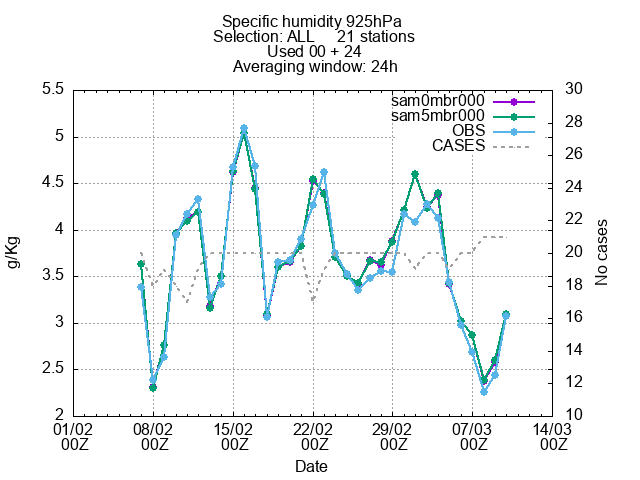 Specific humidity 925hPa
Selection: ALL 21 stations
Used 00 + 24
Averaging window: 24h
sam0mbr000
sam5mbr000
OBS
CASES
5.5
5
4.5
4
3.5
3
2.5
2
g/Kg
30
28
26
24
22
20
18
16
14
12
10
No cases
01/02 08/02 15/02 22/02 29/02 07/03 14/03
00Z 00Z 00Z 00Z 00Z 00Z 00Z
Date